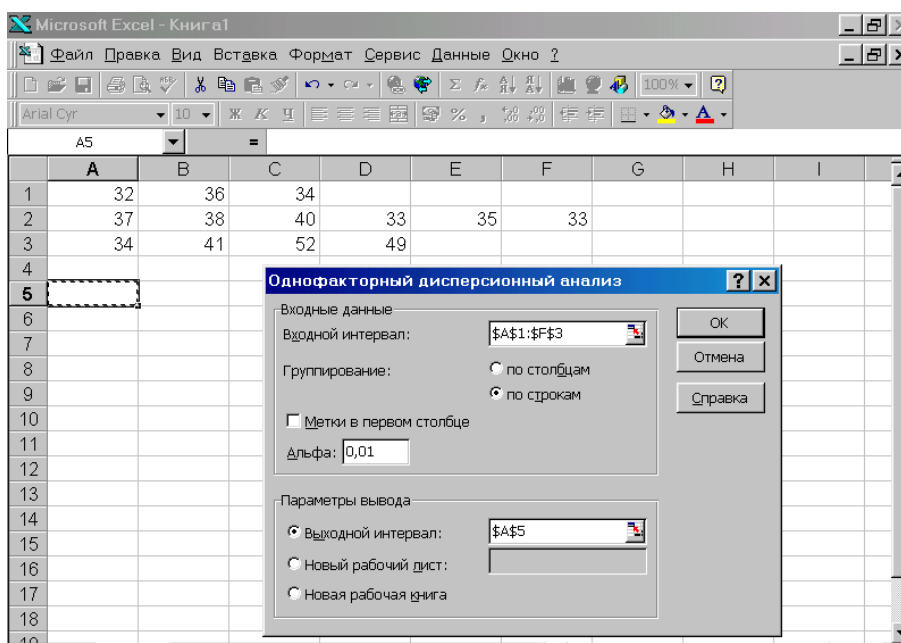 Microsoft Excel - Книга1
Файл Правка Вид Вставка Формат Сервис Данные Окно ?
100%
Arial Cyr 10 Ж К Ч % ,
A5 =
A B C D E F G H I
1 32 36 34
2 37 38 40 33 35 33
3 34 41 52 49
4
5
6
7
8
9
10
11
12
13
14
15
16
17
18
19
Однофакторный дисперсионный анализ
Входные данные
Входной интервал: $A$1:$F$3
Группирование: по столбцам
по строкам
Метки в первом столбце
Альфа: 0,01
Параметры вывода
Выходной интервал: $A$5
Новый рабочий лист:
Новая рабочая книга
OK
Отмена
Справка